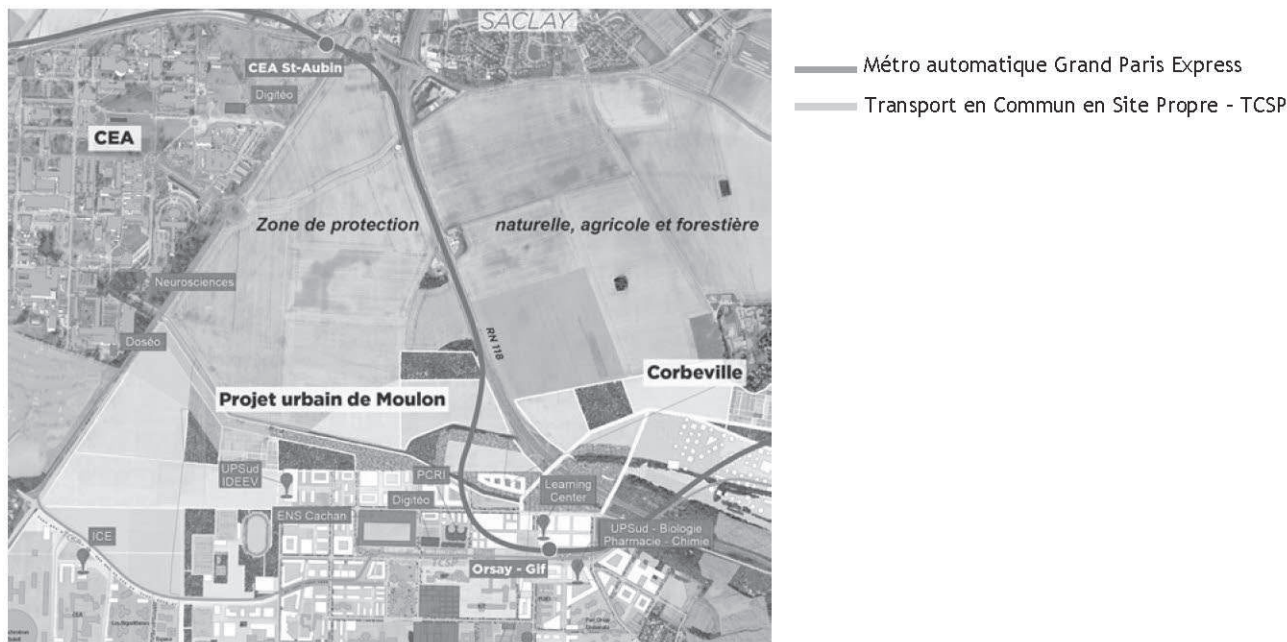 SACLAY
CEA St-Aubin
Digitéo
CEA
Métro automatique Grand Paris Express
Transport en Commun en Site Propre - TCSP
Zone de protection
naturelle, agricole et forestière
Neurosciences
RN 118
Doséo
Corbeville
Projet urbain de Moulon
UPSud
IDEEV
PCRI
Learning
Center
Digitéo
ENS Cachan
UPSud - Biologie
Pharmacie - Chimie
ICE
TCSP
Orsay - Gif
CEA